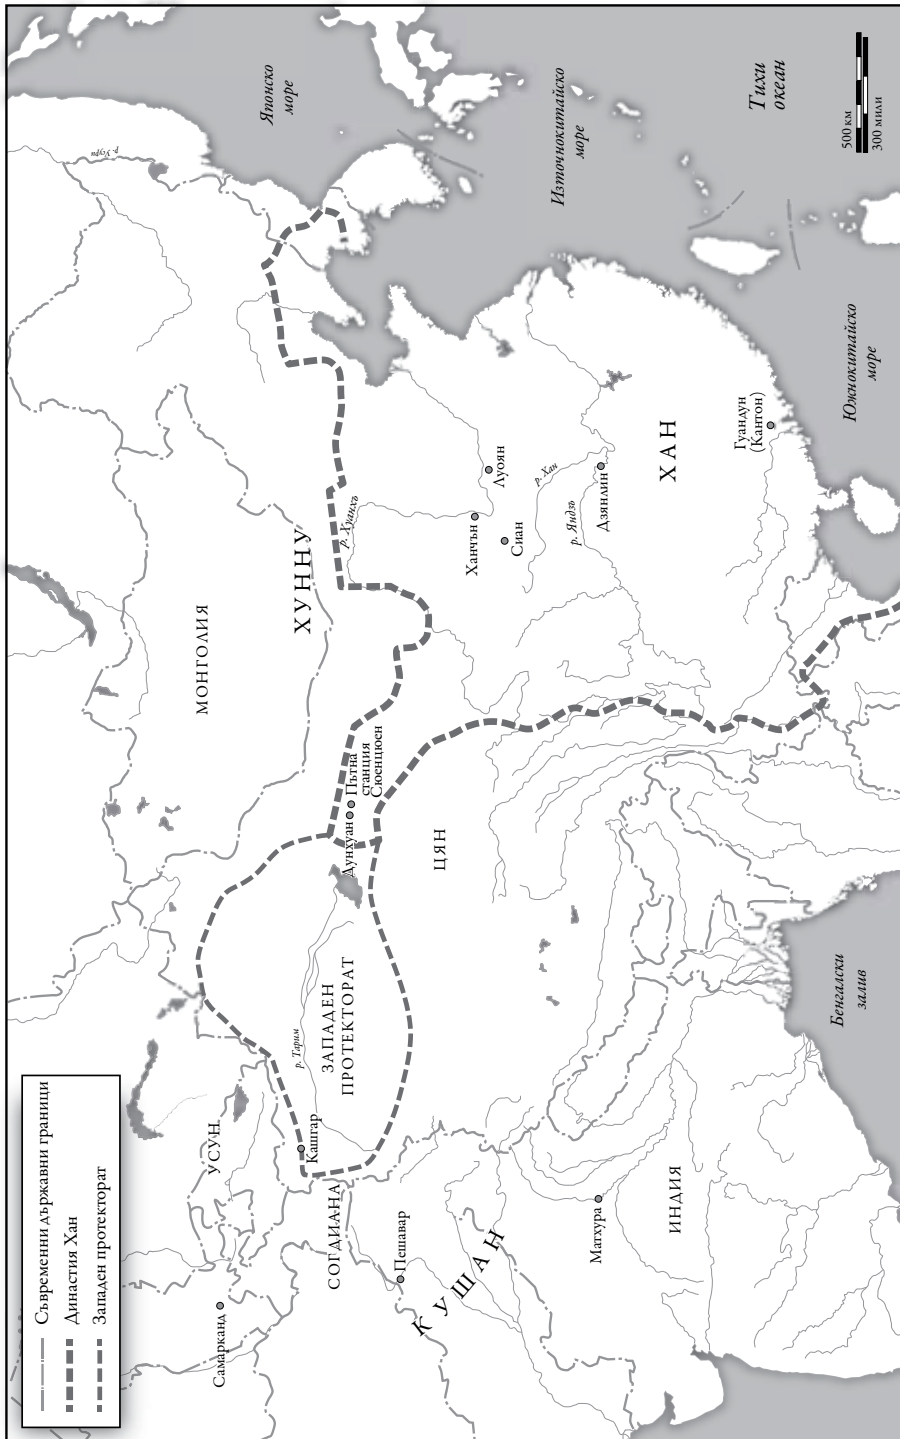 Съвременни държавни граници
Династия Хан
Западен протекторат
Самарканд
УСУН
СОГДИАНА
Пешавар
КУШАН
Кашгар
р. Тарим
ЗАПАДЕН
ПРОТЕКТОРАТ
Матхура
ИНДИЯ
Бенгалски
залив
ЦЯН
Дунхуан
Пътна
станция
Сюенцюен
МОНГОЛИЯ
ХУННУ
р. Хуанхъ
Ханчън
Сиан
Луоян
р. Хан
р. Яндзъ
Дзянлин
ХАН
Гуандун
(Кантон)
Южнокитайско
море
р. Усури
Японско
море
Източнокитайско
море
Тихи
океан
500 км
300 мили